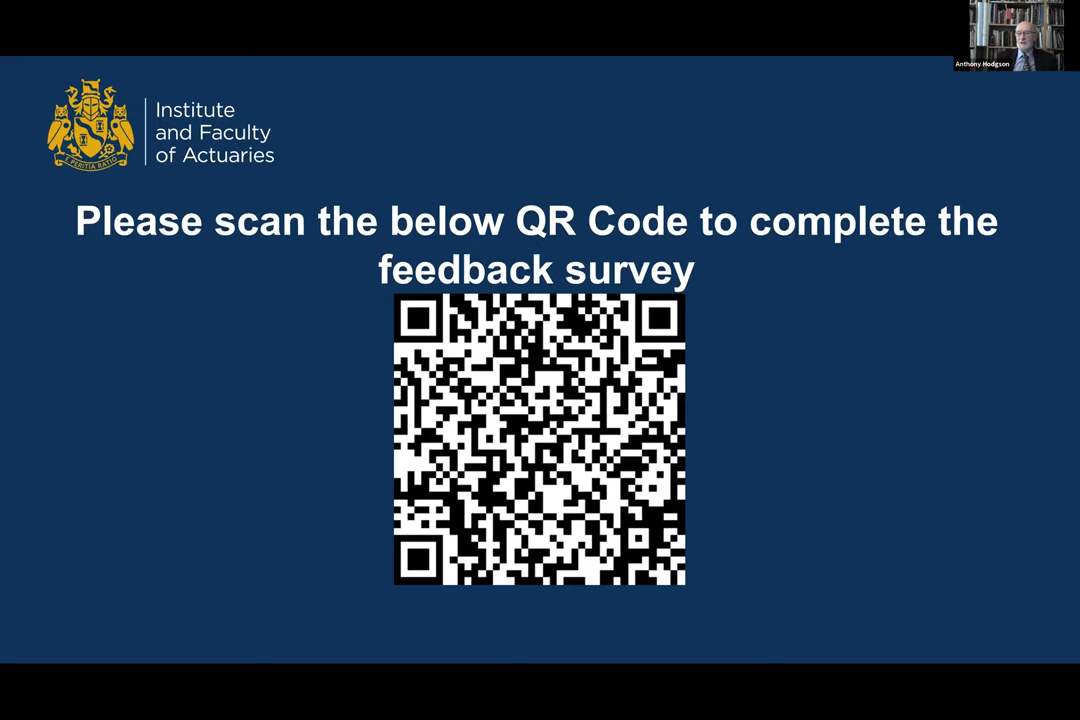 Anthony Hodgson
Institute
and Faculty
of Actuaries
E PERITIA RATIO
Please scan the below QR Code to complete the
feedback survey